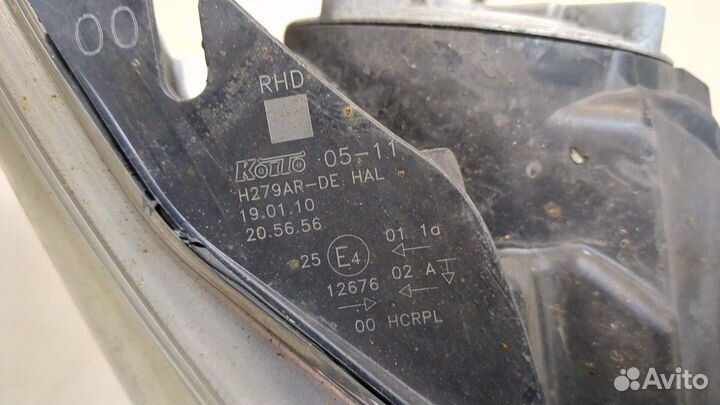 00
RHD
KOITO 05-11
H279AR-DE HAL
19.01.10
20.56.56
25 E4 01 1a
12676 02 A
00 HCRPL
Avito